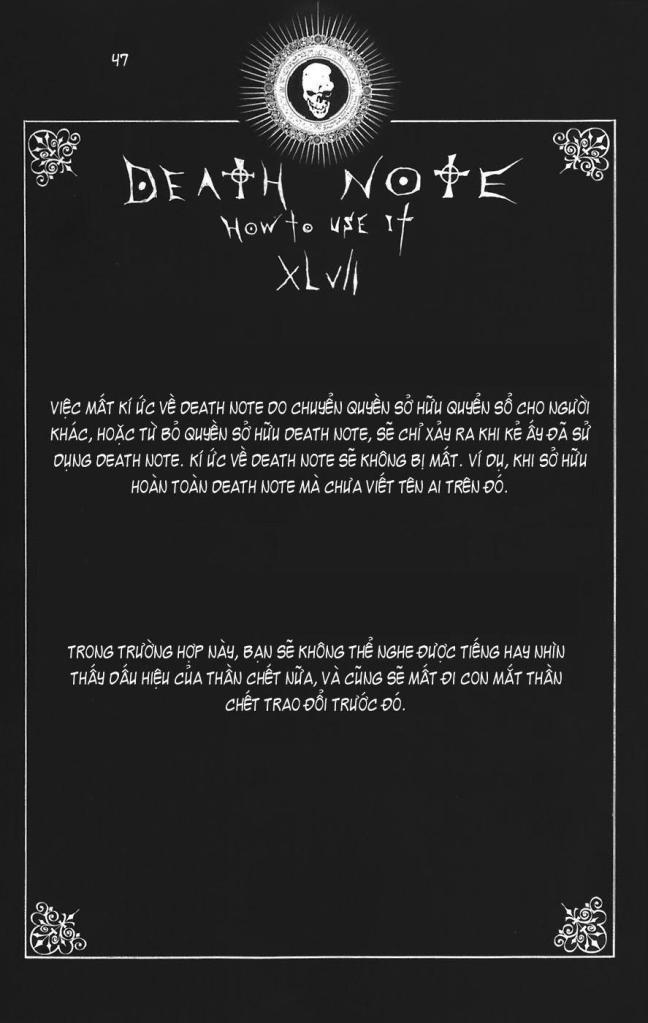 47
DEATH NOTE
HOW to USE It
XLVII
VIỆC MẤT KÍ ỨC VỀ DEATH NOTE DO CHUYỂN QUYỀN SỞ HỮU QUYỂN SỔ CHO NGƯỜI
KHÁC, HOẶC TỪ BỎ QUYỀN SỞ HỮU DEATH NOTE, SẼ CHỈ XẢY RA KHI KẺ ẤY ĐÃ SỬ
DỤNG DEATH NOTE. KÍ ỨC VỀ DEATH NOTE SẼ KHÔNG BỊ MẤT. VÍ DỤ, KHI SỞ HỮU
HOÀN TOÀN DEATH NOTE MÀ CHƯA VIẾT TÊN AI TRÊN ĐÓ.
TRONG TRƯỜNG HỢP NÀY, BẠN SẼ KHÔNG THỂ NGHE ĐƯỢC TIẾNG HAY NHÌN
THẤY DẤU HIỆU CỦA THẦN CHẾT NỮA, VÀ CŨNG SẼ MẤT ĐI CON MẮT THẦN
CHẾT TRAO ĐỔI TRƯỚC ĐÓ.